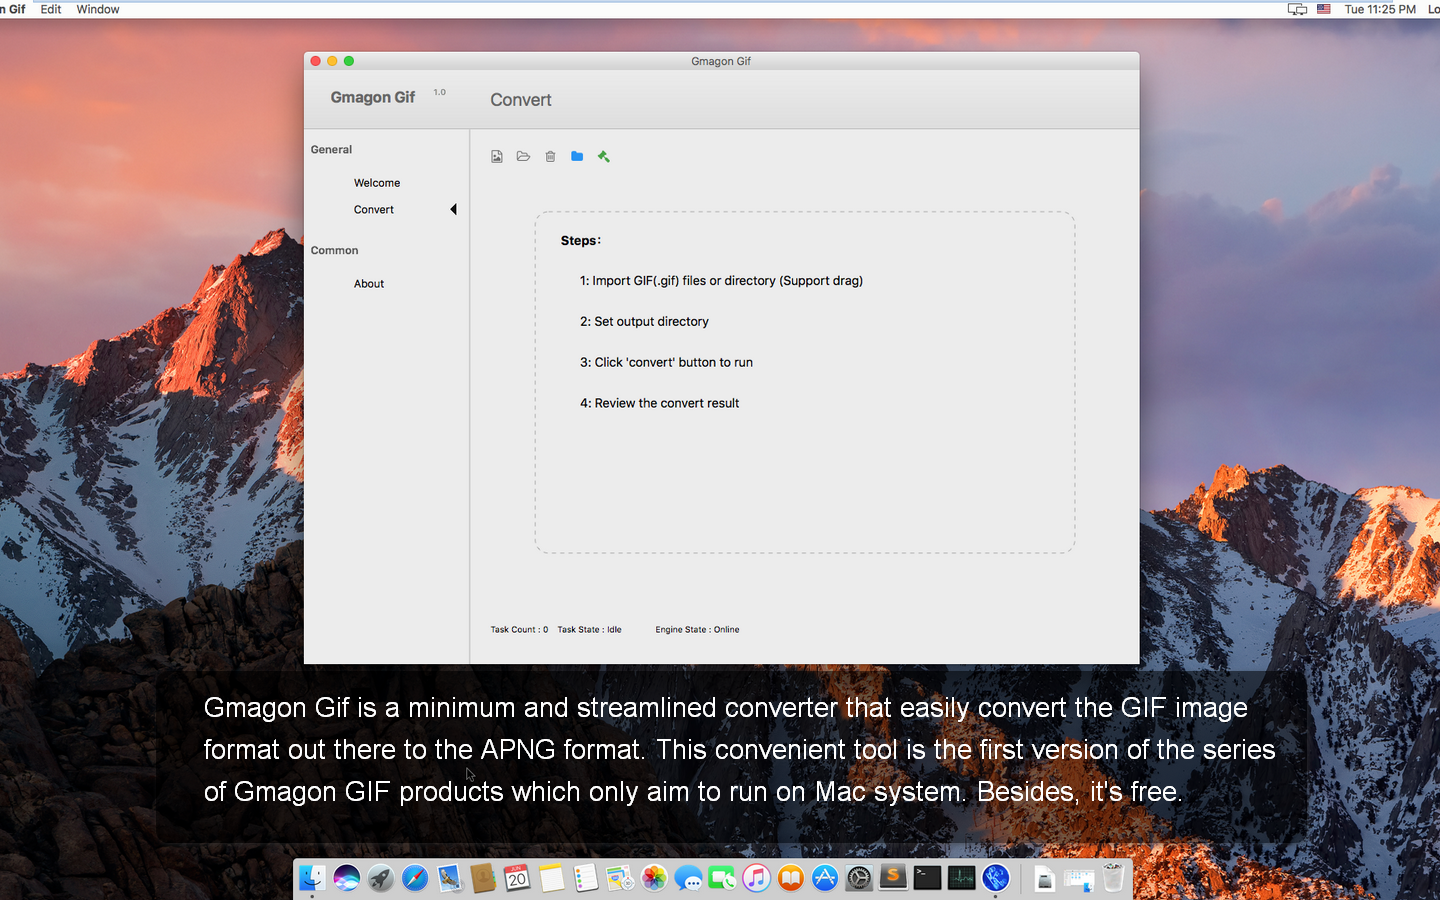 n Gif Edit Window Tue 11:25 PM Lo
Gmagon Gif
Gmagon Gif 1.0 Convert
General
Welcome
Convert
Common
About
Steps:
1: Import GIF(.gif) files or directory (Support drag)
2: Set output directory
3: Click 'convert' button to run
4: Review the convert result
Task Count : 0 Task State : Idle Engine State : Online
Gmagon Gif is a minimum and streamlined converter that easily convert the GIF image
format out there to the APNG format. This convenient tool is the first version of the series
of Gmagon GIF products which only aim to run on Mac system. Besides, it's free.
20